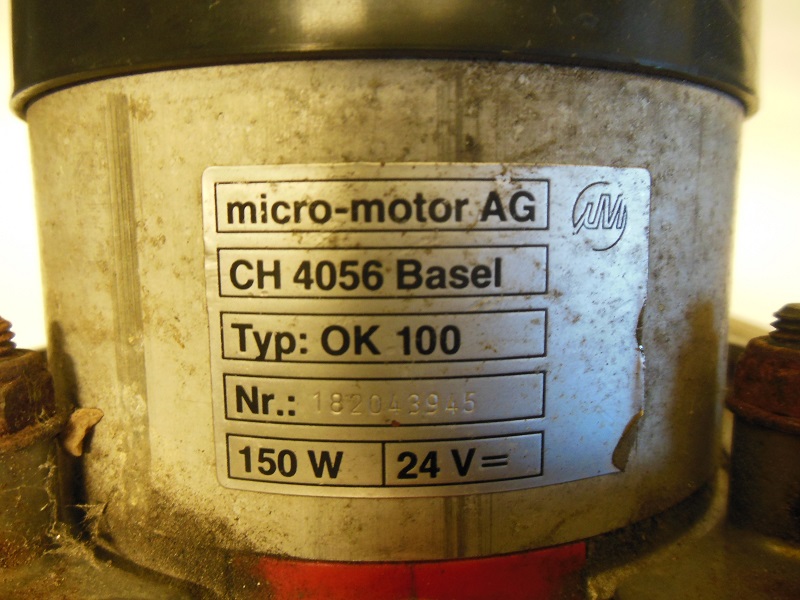 micro-motor AG
CH 4056 Basel
Typ: OK 100
Nr.: 182043945
150 W 24 V=